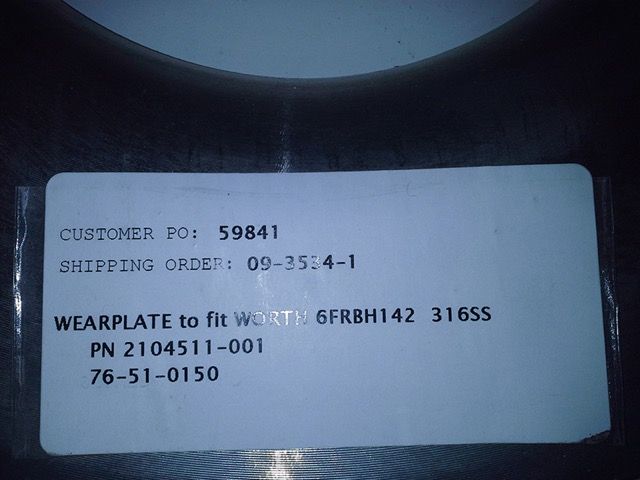 CUSTOMER PO: 59841
SHIPPING ORDER: 09-3534-1
WEARPLATE to fit WORTH 6FRBH142 316SS
PN 2104511-001
76-51-0150